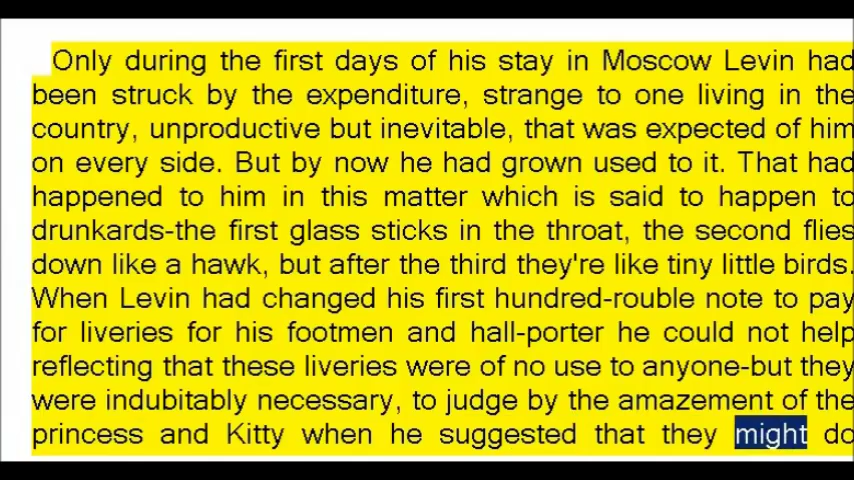 Only during the first days of his stay in Moscow Levin had
been struck by the expenditure, strange to one living in the
country, unproductive but inevitable, that was expected of him
on every side. But by now he had grown used to it. That had
happened to him in this matter which is said to happen to
drunkards-the first glass sticks in the throat, the second flies
down like a hawk, but after the third they're like tiny little birds.
When Levin had changed his first hundred-rouble note to pay
for liveries for his footmen and hall-porter he could not help
reflecting that these liveries were of no use to anyone-but they
were indubitably necessary, to judge by the amazement of the
princess and Kitty when he suggested that they might do